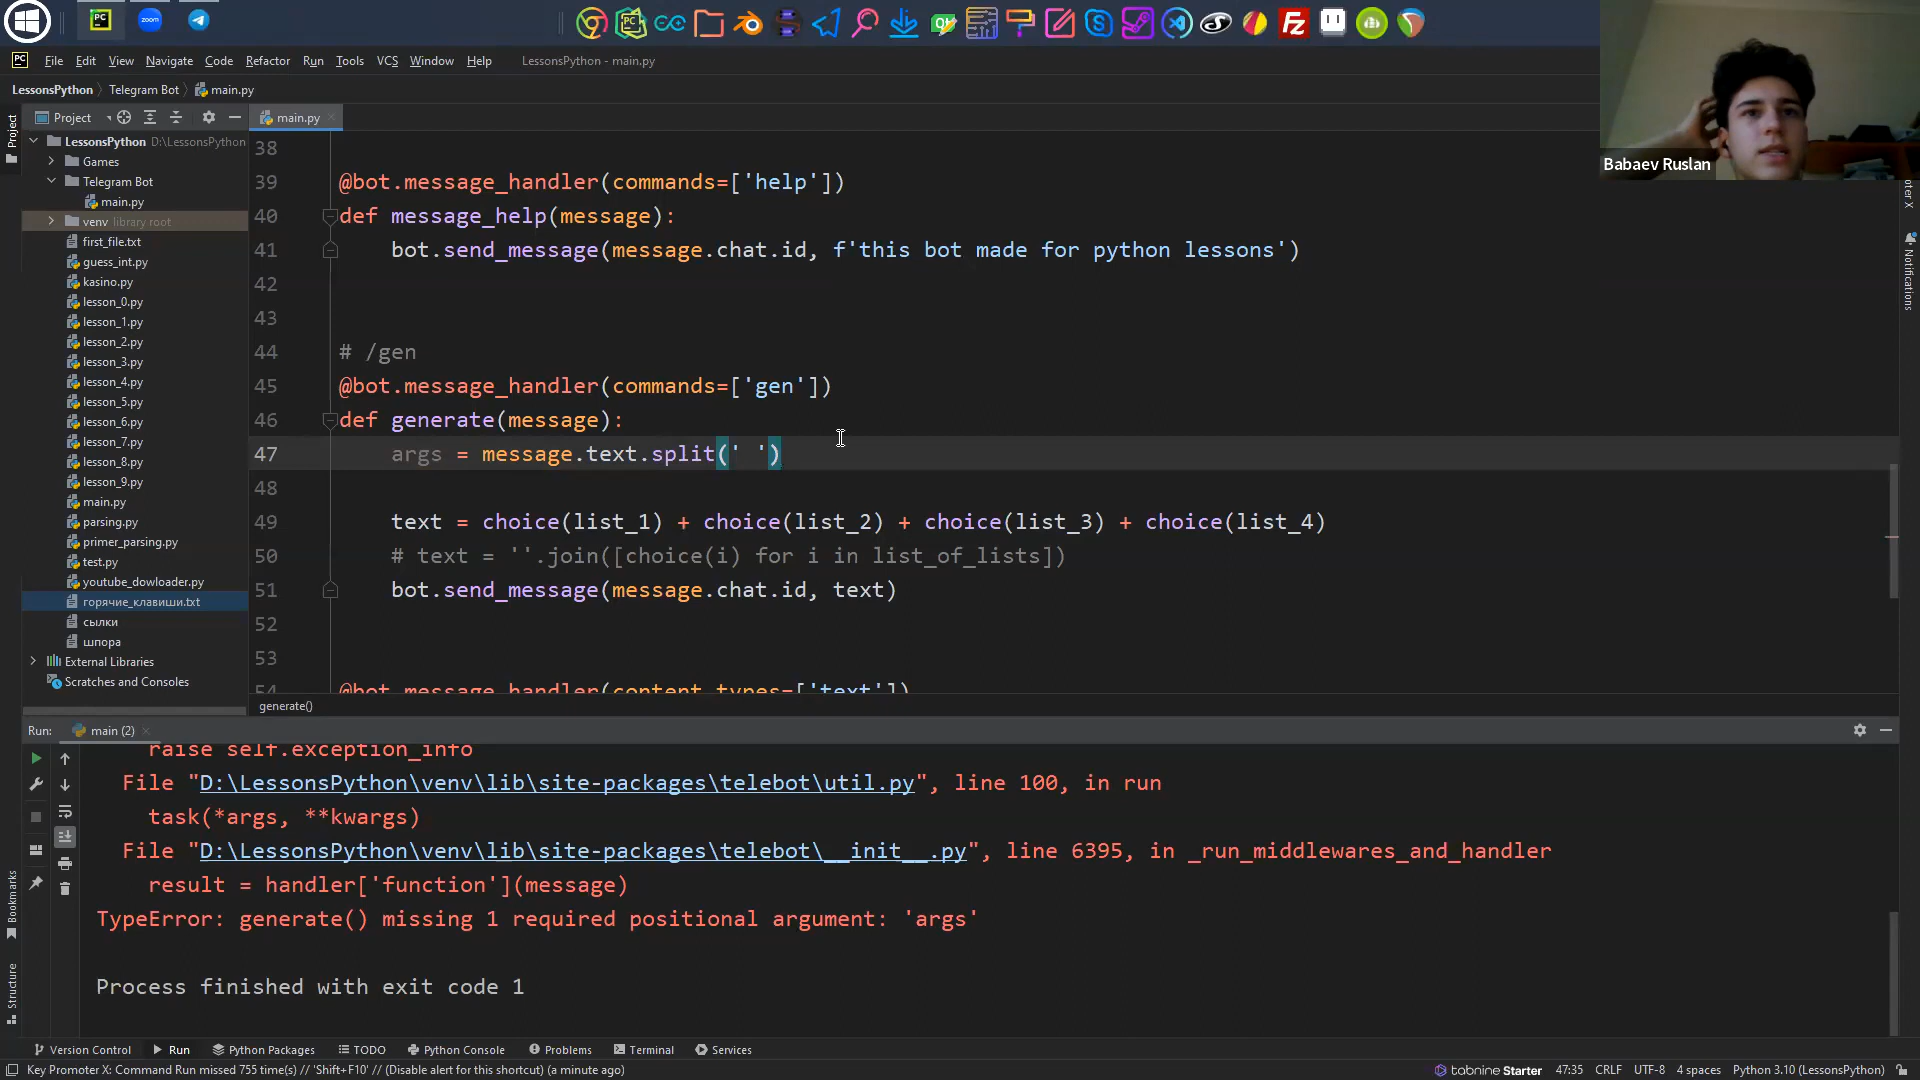 PC File Edit View Navigate Code Refactor Run Tools VCS Window Help LessonsPython - main.py
LessonsPython Telegram Bot main.py
Project main.py
LessonsPython D:\LessonsPython
Games
Telegram Bot
main.py
venv library root
first_file.txt
guess_int.py
kasino.py
lesson_0.py
lesson_1.py
lesson_2.py
lesson_3.py
lesson_4.py
lesson_5.py
lesson_6.py
lesson_7.py
lesson_8.py
lesson_9.py
main.py
parsing.py
primer_parsing.py
test.py
youtube_dowloader.py
горячие_клавиши.txt
сылки
шпора
External Libraries
Scratches and Consoles
38
39 @bot.message_handler(commands=['help'])
40 def message_help(message):
41 bot.send_message(message.chat.id, f'this bot made for python lessons')
42
43
44 # /gen
45 @bot.message_handler(commands=['gen'])
46 def generate(message):
47 args = message.text.split(' ')
48
49 text = choice(list_1) + choice(list_2) + choice(list_3) + choice(list_4)
50 # text = ''.join([choice(i) for i in list_of_lists])
51 bot.send_message(message.chat.id, text)
52
53
54 @bot.message_handler(content_types=['text'])
generate()
Babaev Ruslan
Notifications
Project
Bookmarks
Structure
Run: main (2)
raise self.exception_info
File "D:\LessonsPython\venv\lib\site-packages\telebot\util.py", line 100, in run
task(*args, **kwargs)
File "D:\LessonsPython\venv\lib\site-packages\telebot\__init__.py", line 6395, in _run_middlewares_and_handler
result = handler['function'](message)
TypeError: generate() missing 1 required positional argument: 'args'
Process finished with exit code 1
Version Control Run Python Packages TODO Python Console Problems Terminal Services
Key Promoter X: Command Run missed 755 time(s) // 'Shift+F10' // (Disable alert for this shortcut) (a minute ago) tabnine Starter 47:35 CRLF UTF-8 4 spaces Python 3.10 (LessonsPython)